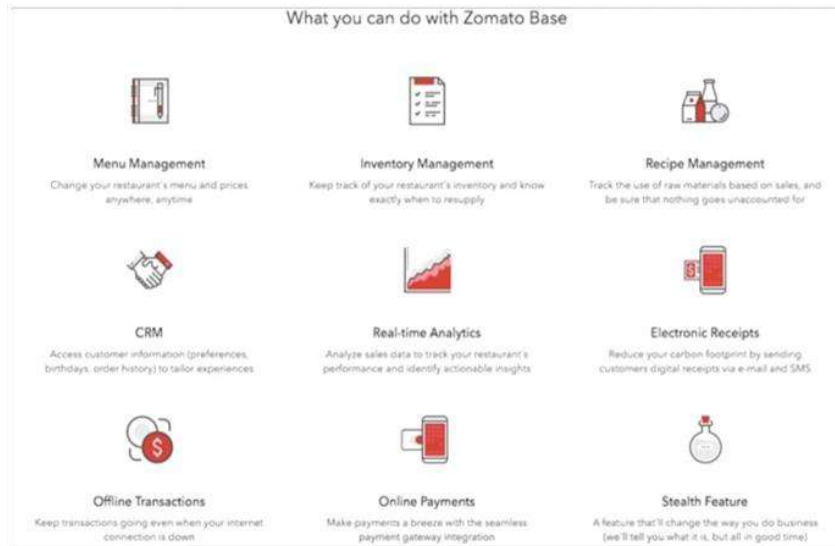 What you can do with Zomato Base
Menu Management
Change your restaurant's menu and prices
anywhere, anytime
Inventory Management
Keep track of your restaurant's inventory and know
exactly when to resupply
Recipe Management
Track the use of raw materials based on sales, and
be sure that nothing goes unaccounted for
CRM
Access customer information (preferences,
birthdays, order history) to tailor experiences
Real-time Analytics
Analyze sales data to track your restaurant's
performance and identify actionable insights
Electronic Receipts
Reduce your carbon footprint by sending
customers digital receipts via e-mail and SMS
Offline Transactions
Keep transactions going even when your internet
connection is down
Online Payments
Make payments a breeze with the seamless
payment gateway integration
Stealth Feature
A feature that'll change the way you do business
(we'll tell you what it is, but all in good time)